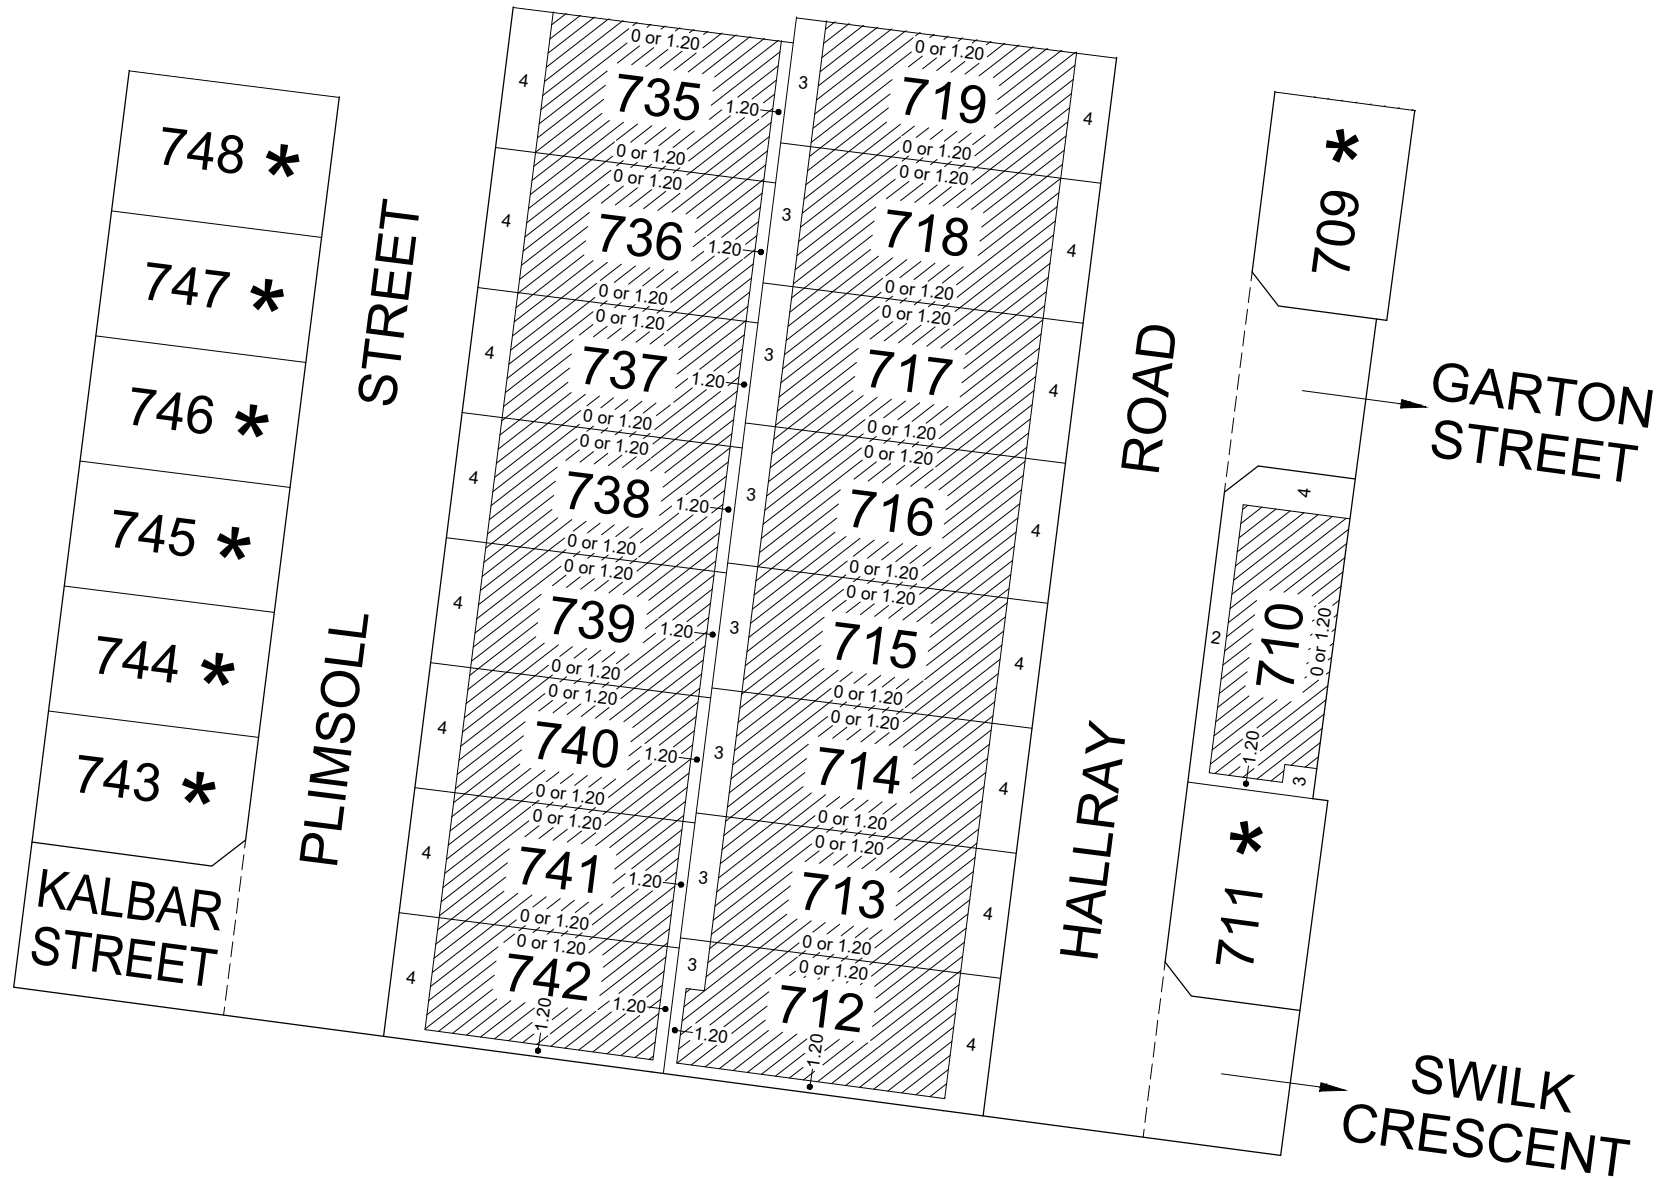 748 *
747 *
746 *
745 *
744 *
743 *
KALBAR
STREET
PLIMSOLL STREET
4
0 or 1.20
735
1.20
0 or 1.20
4
0 or 1.20
736
1.20
0 or 1.20
4
0 or 1.20
737
1.20
0 or 1.20
4
0 or 1.20
738
1.20
0 or 1.20
4
0 or 1.20
739
1.20
0 or 1.20
4
0 or 1.20
740
1.20
0 or 1.20
4
0 or 1.20
741
1.20
0 or 1.20
4
0 or 1.20
742
1.20
1.20
3
0 or 1.20
719
4
0 or 1.20
3
0 or 1.20
718
4
0 or 1.20
3
0 or 1.20
717
4
0 or 1.20
3
0 or 1.20
716
4
0 or 1.20
3
0 or 1.20
715
4
0 or 1.20
3
0 or 1.20
714
4
0 or 1.20
3
0 or 1.20
713
4
0 or 1.20
3
0 or 1.20
712
1.20
1.20
4
HALLRAY ROAD
709 *
GARTON
STREET
4
2
710
0 or 1.20
1.20
3
711 *
SWILK
CRESCENT